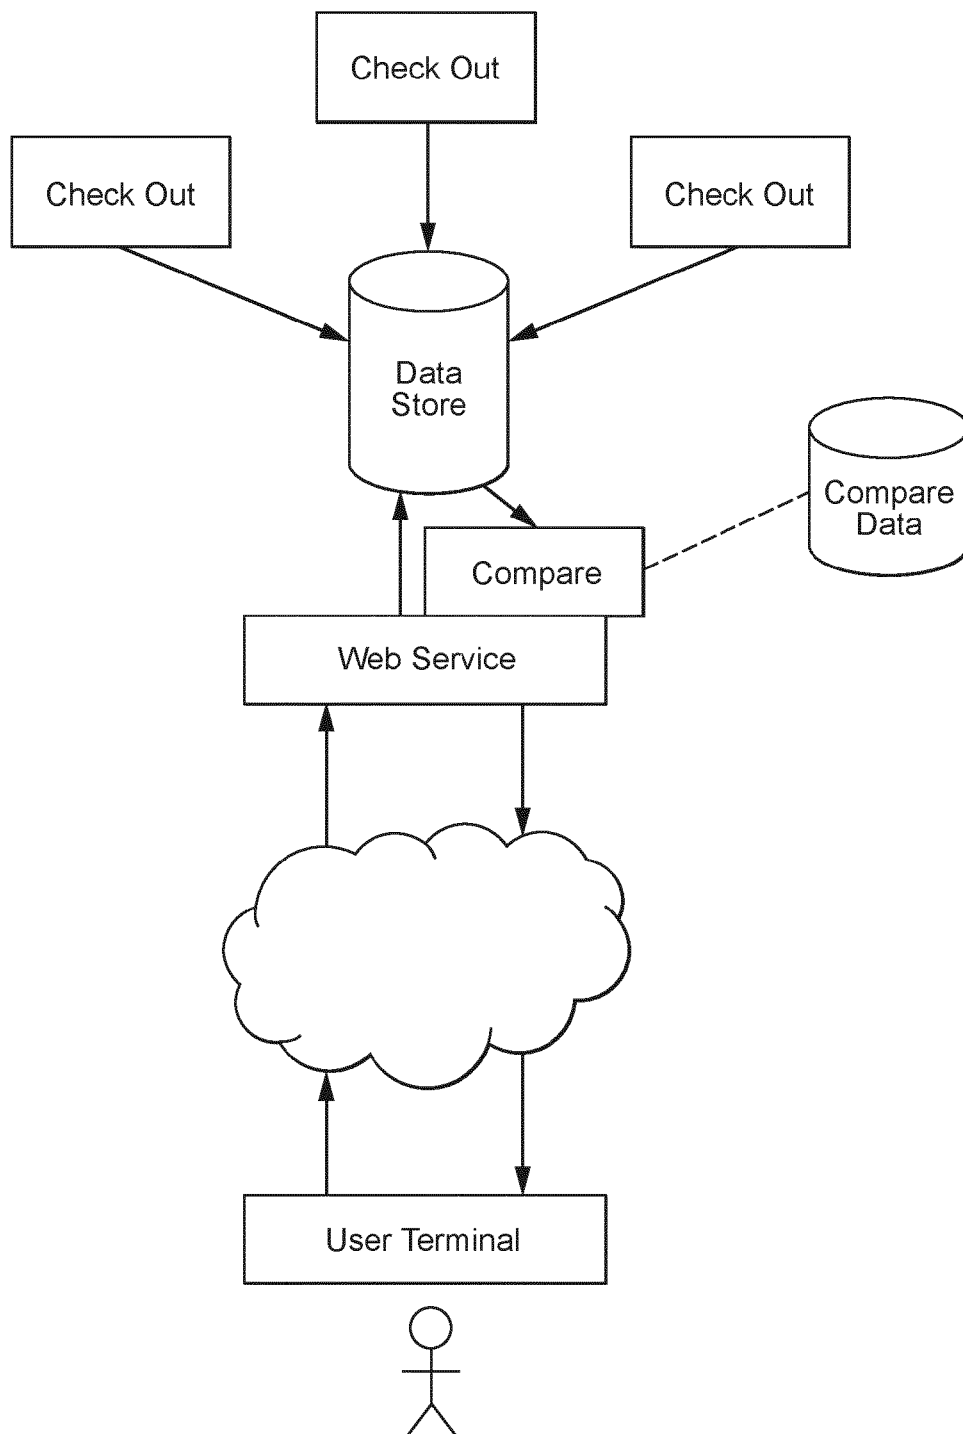 Check Out
Check Out
Check Out
Data
Store
Compare
Data
Compare
Web Service
User Terminal